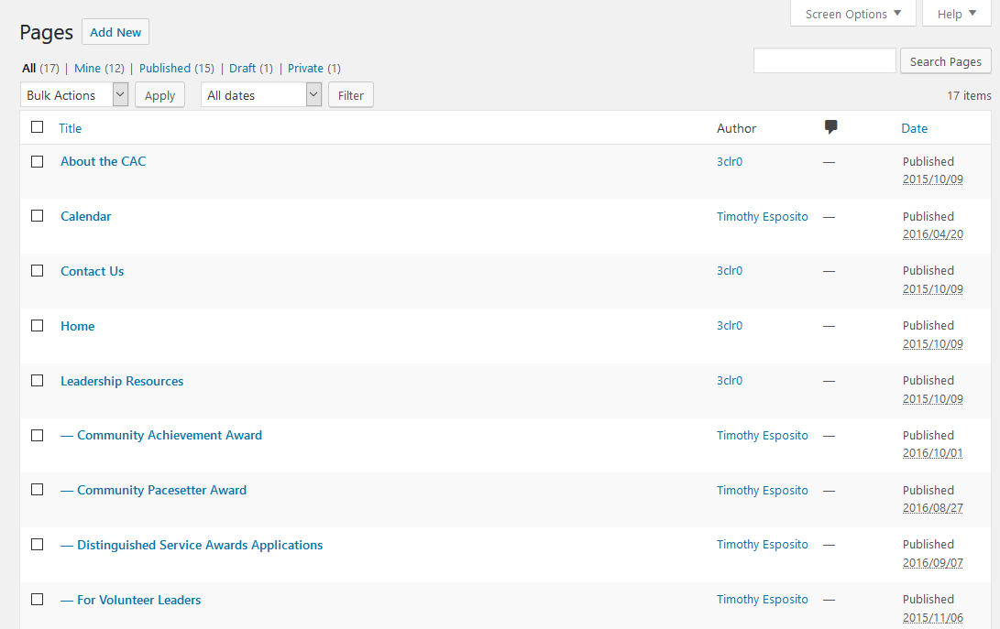 Screen Options Help
Pages Add New
All (17) | Mine (12) | Published (15) | Draft (1) | Private (1)
Search Pages
Bulk Actions Apply All dates Filter
17 items
Title Author Date
About the CAC 3clr0 — Published
2015/10/09
Calendar Timothy Esposito — Published
2016/04/20
Contact Us 3clr0 — Published
2015/10/09
Home 3clr0 — Published
2015/10/09
Leadership Resources 3clr0 — Published
2015/10/09
— Community Achievement Award Timothy Esposito — Published
2016/10/01
— Community Pacesetter Award Timothy Esposito — Published
2016/08/27
— Distinguished Service Awards Applications Timothy Esposito — Published
2016/09/07
— For Volunteer Leaders Timothy Esposito — Published
2015/11/06